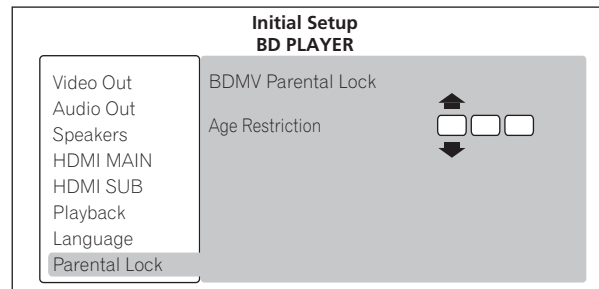 Initial Setup
BD PLAYER
Video Out
Audio Out
Speakers
HDMI MAIN
HDMI SUB
Playback
Language
Parental Lock
BDMV Parental Lock
Age Restriction